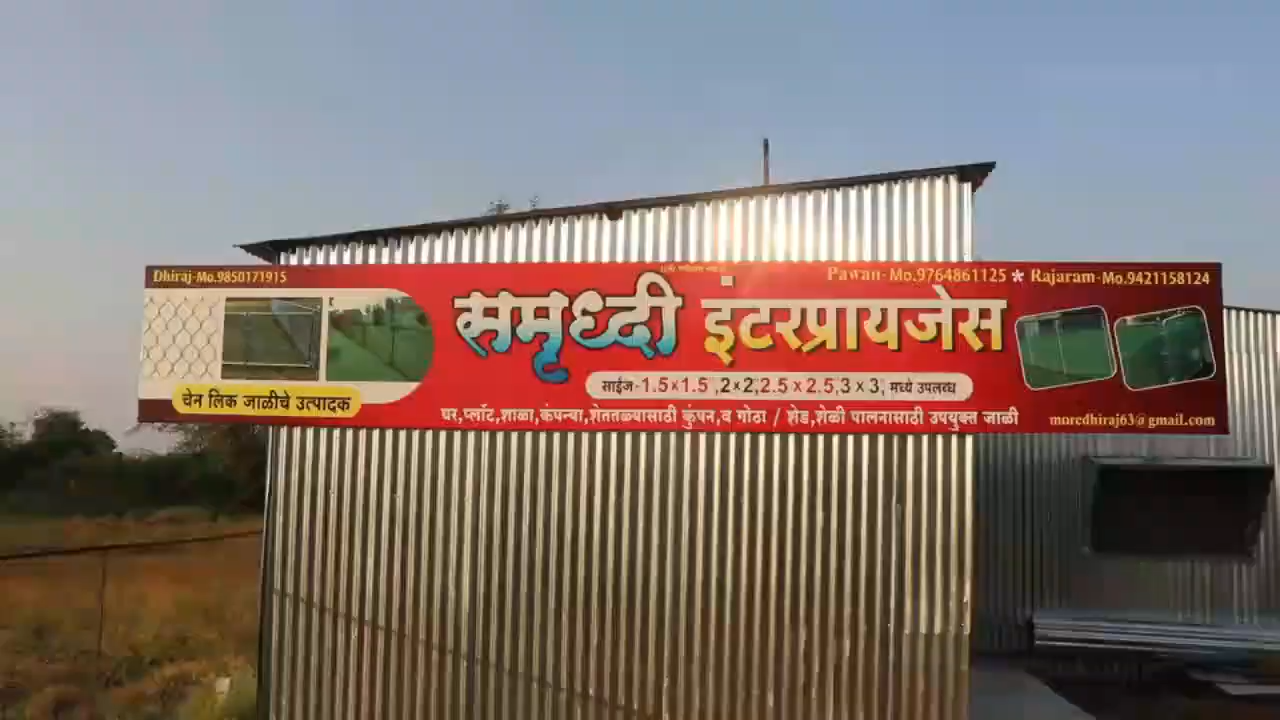 Dhiraj-Mo.9850171915
Pawan-Mo.9764861125 * Rajaram-Mo.9421158124
समृध्दी इंटरप्रायजेस
साईज-1.5×1.5 ,2×2,2.5 × 2.5,3 × 3, मध्ये उपलब्ध
चेन लिंक जाळीचे उत्पादक
घर,प्लॉट,शाळा,कंपन्या,शेततळ्यासाठी कुंपन,व गोठा / शेड,शेळी पालनासाठी उपयुक्त जाळी
moredhiraj63@gmail.com